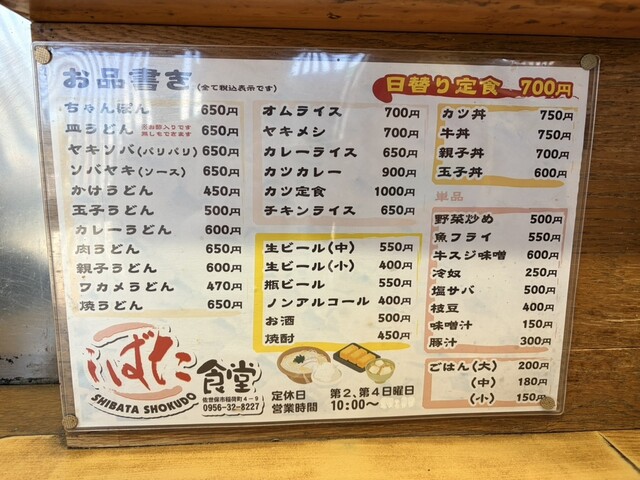 お品書き (全て税込表示です)
ちゃんぽん 650円
皿うどん 650円
ヤキソバ(パリパリ) 650円
ソバヤキ(ソース) 650円
かけうどん 450円
玉子うどん 500円
カレーうどん 600円
肉うどん 650円
親子うどん 600円
ワカメうどん 470円
焼うどん 650円
しばた食堂
SHIBATA SHOKUDO
佐世保市稲荷町4-9
0956-32-8227
オムライス 700円
ヤキメシ 700円
カレーライス 650円
カツカレー 900円
カツ定食 1000円
チキンライス 650円
生ビール(中) 550円
生ビール(小) 400円
瓶ビール 550円
ノンアルコール 400円
お酒 500円
焼酎 450円
定休日 第2、第4日曜日
営業時間 10:00~
日替り定食 700円
カツ丼 750円
牛丼 750円
親子丼 700円
玉子丼 600円
単品
野菜炒め 500円
魚フライ 550円
牛スジ味噌 600円
冷奴 250円
塩サバ 500円
枝豆 400円
味噌汁 150円
豚汁 300円
ごはん(大) 200円
(中) 180円
(小) 150円